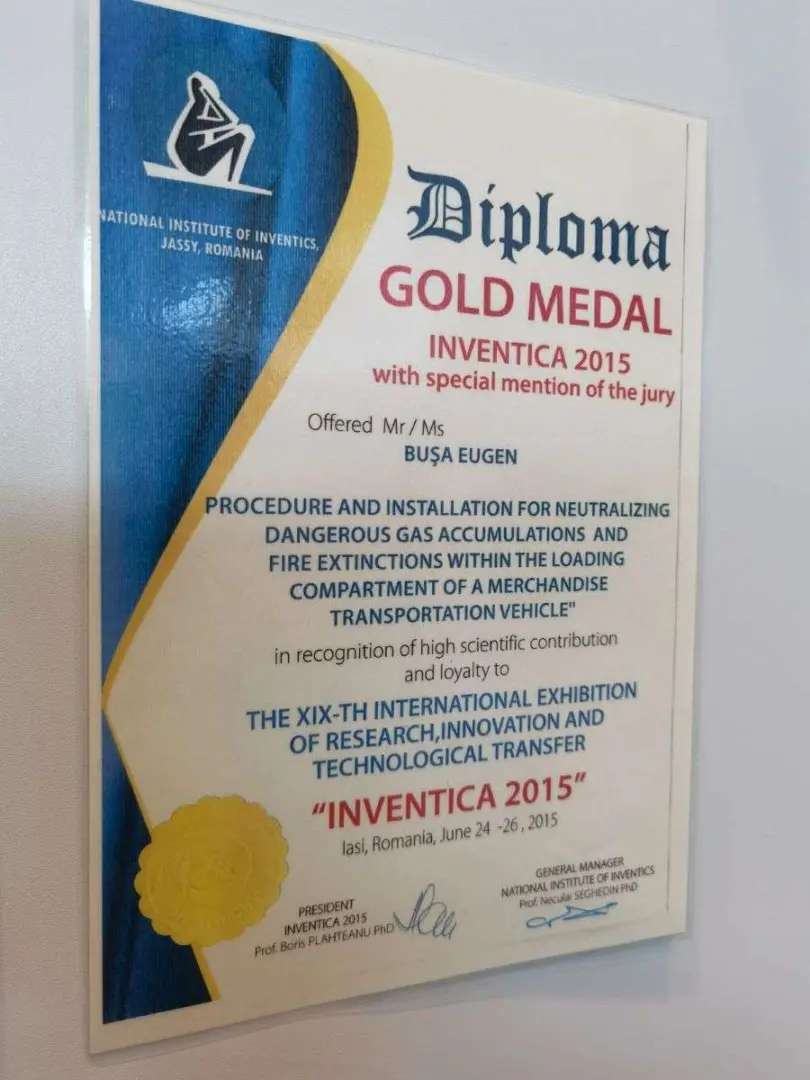 NATIONAL INSTITUTE OF INVENTICS,
JASSY, ROMANIA
Diploma
GOLD MEDAL
INVENTICA 2015
with special mention of the jury
Offered Mr / Ms
BUŞA EUGEN
PROCEDURE AND INSTALLATION FOR NEUTRALIZING
DANGEROUS GAS ACCUMULATIONS AND
FIRE EXTINCTIONS WITHIN THE LOADING
COMPARTMENT OF A MERCHANDISE
TRANSPORTATION VEHICLE"
in recognition of high scientific contribution
and loyalty to
THE XIX-TH INTERNATIONAL EXHIBITION
OF RESEARCH,INNOVATION AND
TECHNOLOGICAL TRANSFER
“INVENTICA 2015”
Iasi, Romania, June 24 -26, 2015
PRESIDENT
INVENTICA 2015
Prof. Boris PLAHTEANU PhD
GENERAL MANAGER
NATIONAL INSTITUTE OF INVENTICS
Prof. Neculai SEGHEDIN PhD